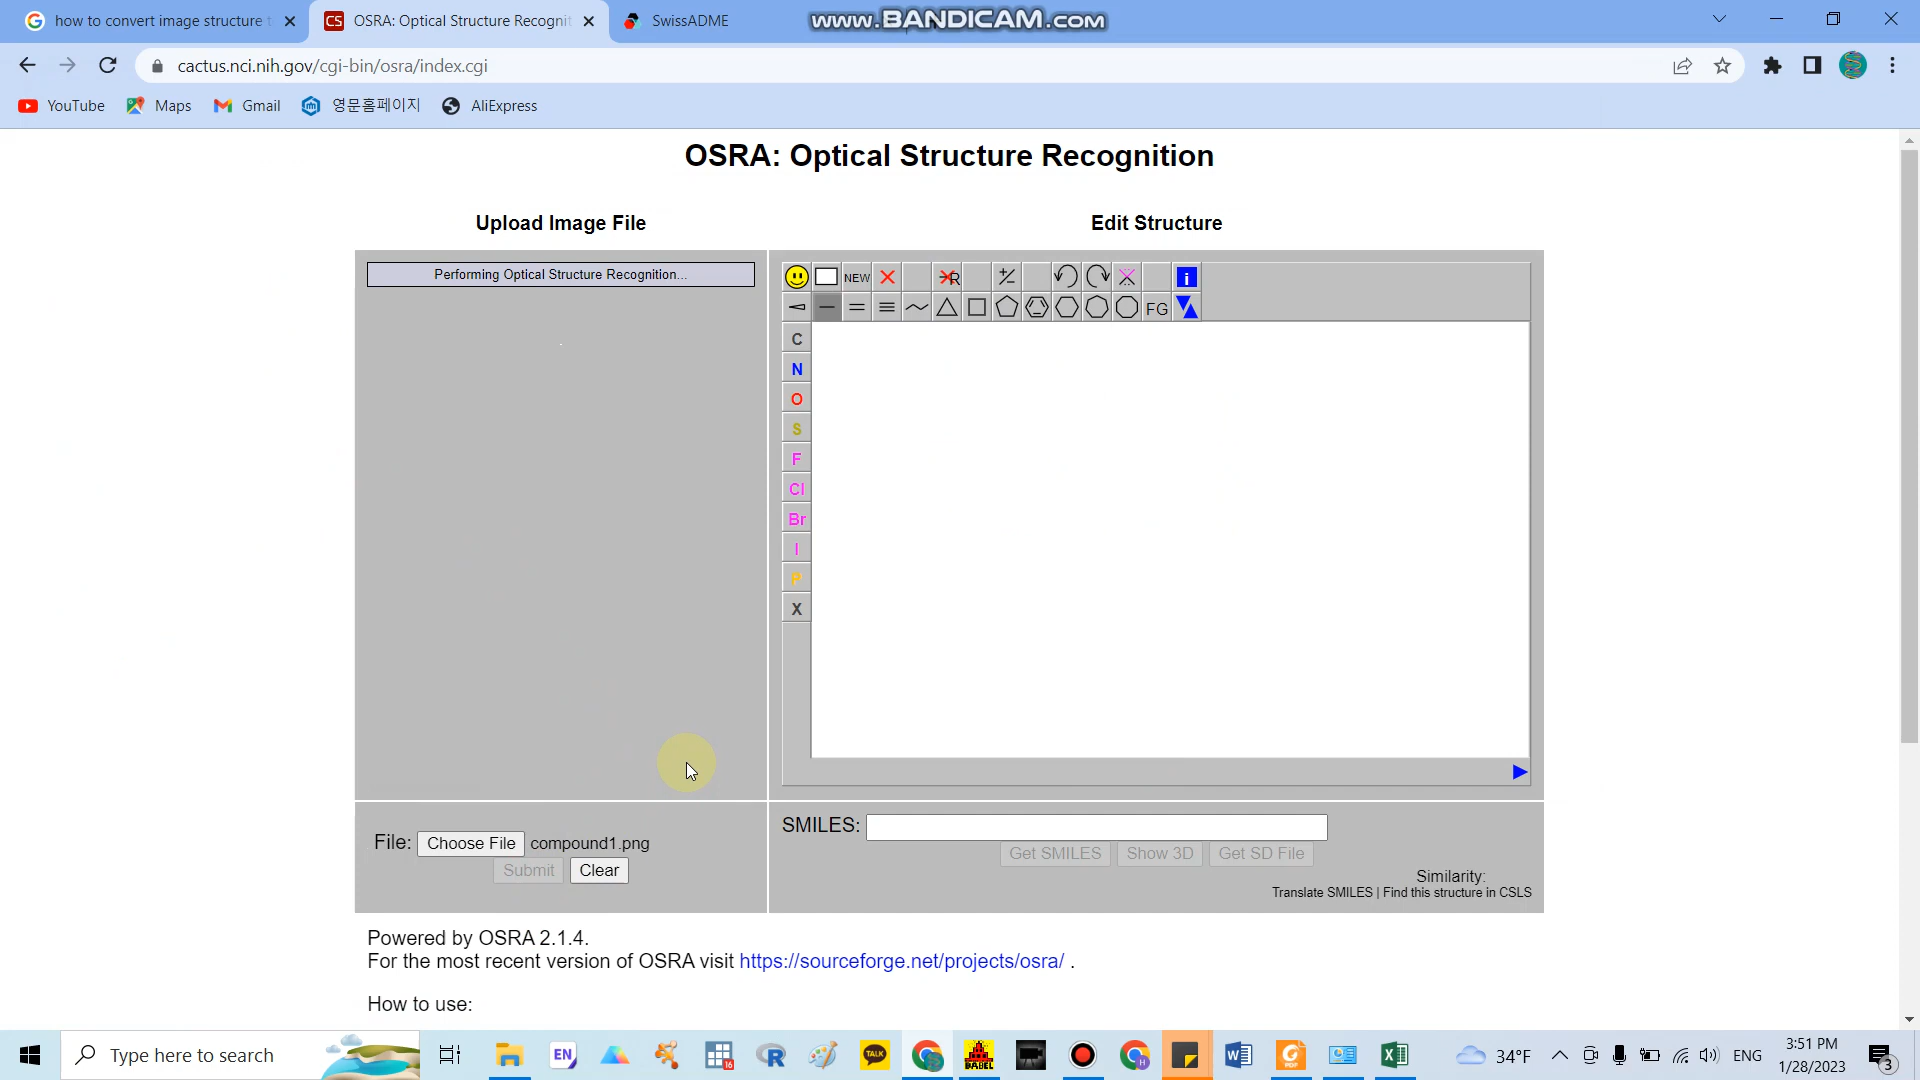 how to convert image structure t
OSRA: Optical Structure Recognit
SwissADME
WWW.BANDICAM.COM
cactus.nci.nih.gov/cgi-bin/osra/index.cgi
YouTube
Maps
Gmail
영문홈페이지
AliExpress
OSRA: Optical Structure Recognition
Upload Image File
Edit Structure
Performing Optical Structure Recognition...
NEW
R
FG
C
N
O
S
F
Cl
Br
I
P
X
File: Choose File compound1.png
Submit Clear
SMILES:
Get SMILES Show 3D Get SD File
Similarity:
Translate SMILES | Find this structure in CSLS
Powered by OSRA 2.1.4.
For the most recent version of OSRA visit https://sourceforge.net/projects/osra/ .
How to use:
Type here to search
EN
16
R
TALK
BABEL
34°F
ENG
3:51 PM
1/28/2023
3